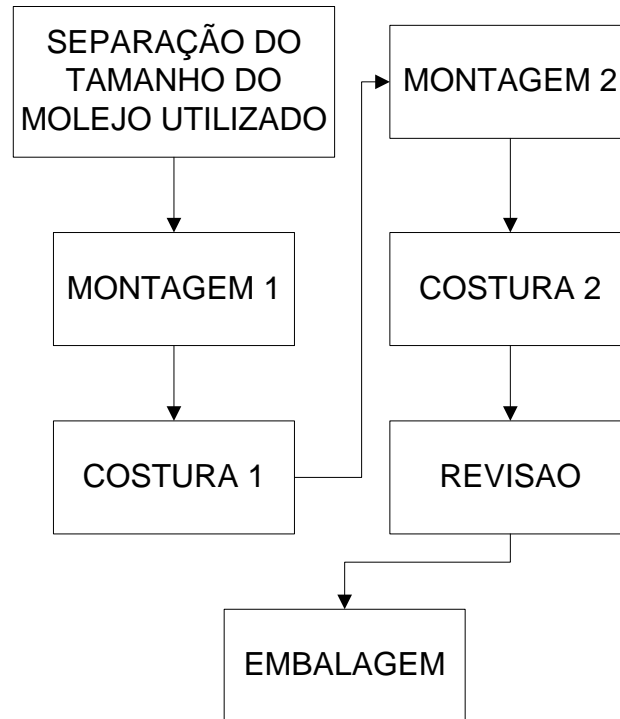 SEPARAÇÃO DO
TAMANHO DO
MOLEJO UTILIZADO
MONTAGEM 1
COSTURA 1
MONTAGEM 2
COSTURA 2
REVISAO
EMBALAGEM